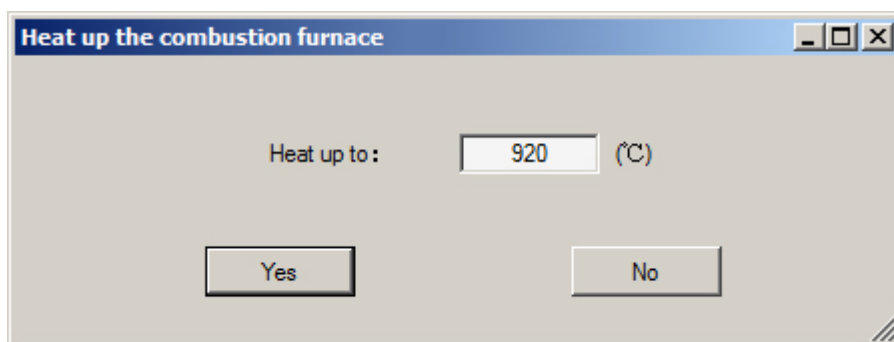 Heat up the combustion furnace
Heat up to: 920 (℃)
Yes No